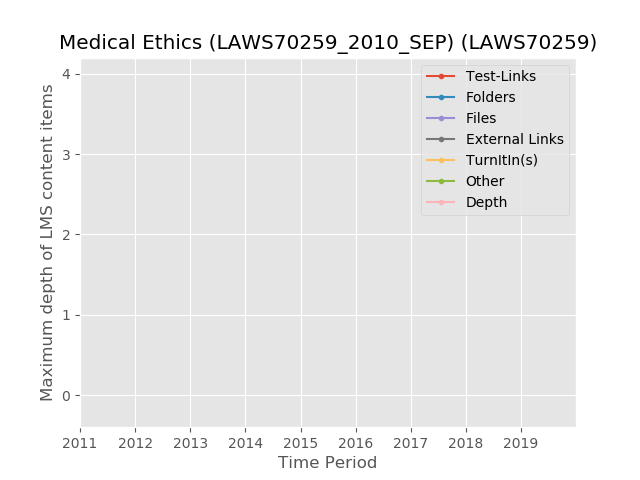 Medical Ethics (LAWS70259_2010_SEP) (LAWS70259)
Maximum depth of LMS content items
4
3
2
1
0
Test-Links
Folders
Files
External Links
TurnItIn(s)
Other
Depth
2011 2012 2013 2014 2015 2016 2017 2018 2019
Time Period